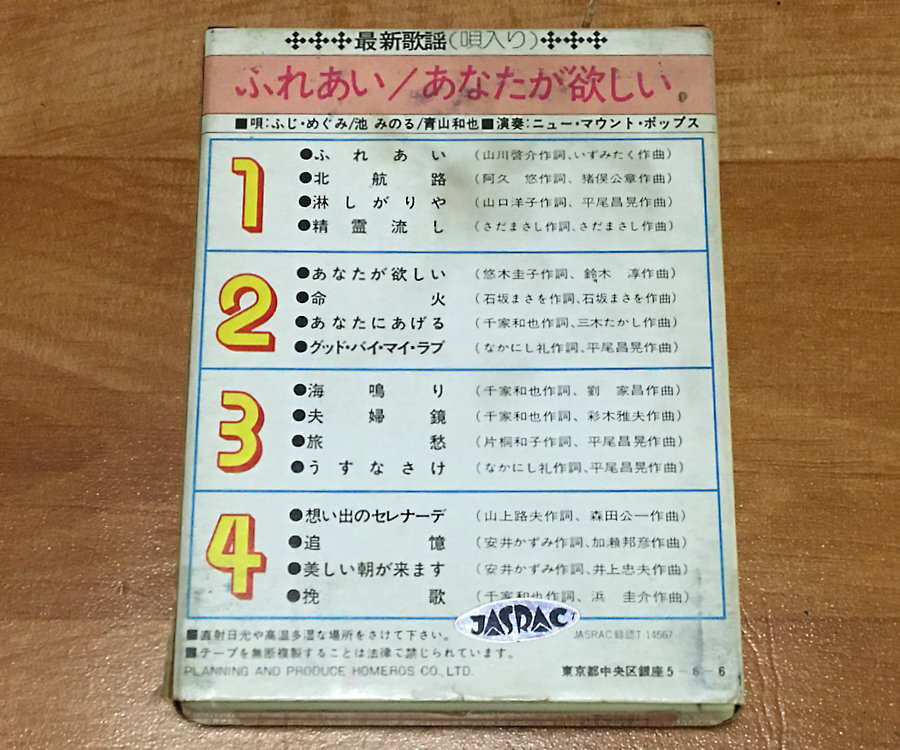 最新歌謡(唄入り)
ふれあい/あなたが欲しい
■唄:ふじ・めぐみ/池 みのる/青山和也■演奏:ニュー・マウント・ポップス
1
●ふれあい (山川啓介作詞、いずみたく作曲)
●北航路 (阿久 悠作詞、猪俣公章作曲)
●淋しがりや (山口洋子作詞、平尾昌晃作曲)
●精霊流し (さだまさし作詞、さだまさし作曲)
2
●あなたが欲しい (悠木圭子作詞、鈴木 淳作曲)
●命火 (石坂まさを作詞、石坂まさを作曲)
●あなたにあげる (千家和也作詞、三木たかし作曲)
●グッド・バイ・マイ・ラブ (なかにし礼作詞、平尾昌晃作曲)
3
●海鳴り (千家和也作詞、劉 家昌作曲)
●夫婦鏡 (千家和也作詞、彩木雅夫作曲)
●旅愁 (片桐和子作詞、平尾昌晃作曲)
●うすなさけ (なかにし礼作詞、平尾昌晃作曲)
4
●想い出のセレナーデ (山上路夫作詞、森田公一作曲)
●追憶 (安井かずみ作詞、加瀬邦彦作曲)
●美しい朝が来ます (安井かずみ作詞、井上忠夫作曲)
●挽歌 (千家和也作詞、浜 圭介作曲)
JASRAC T
■直射日光や高温多湿な場所をさけて下さい。 JASRAC録認T-14567
■テープを無断複製することは法律で禁じられています。
PLANNING AND PRODUCE HOMEROS CO., LTD. 東京都中央区銀座5-6-6